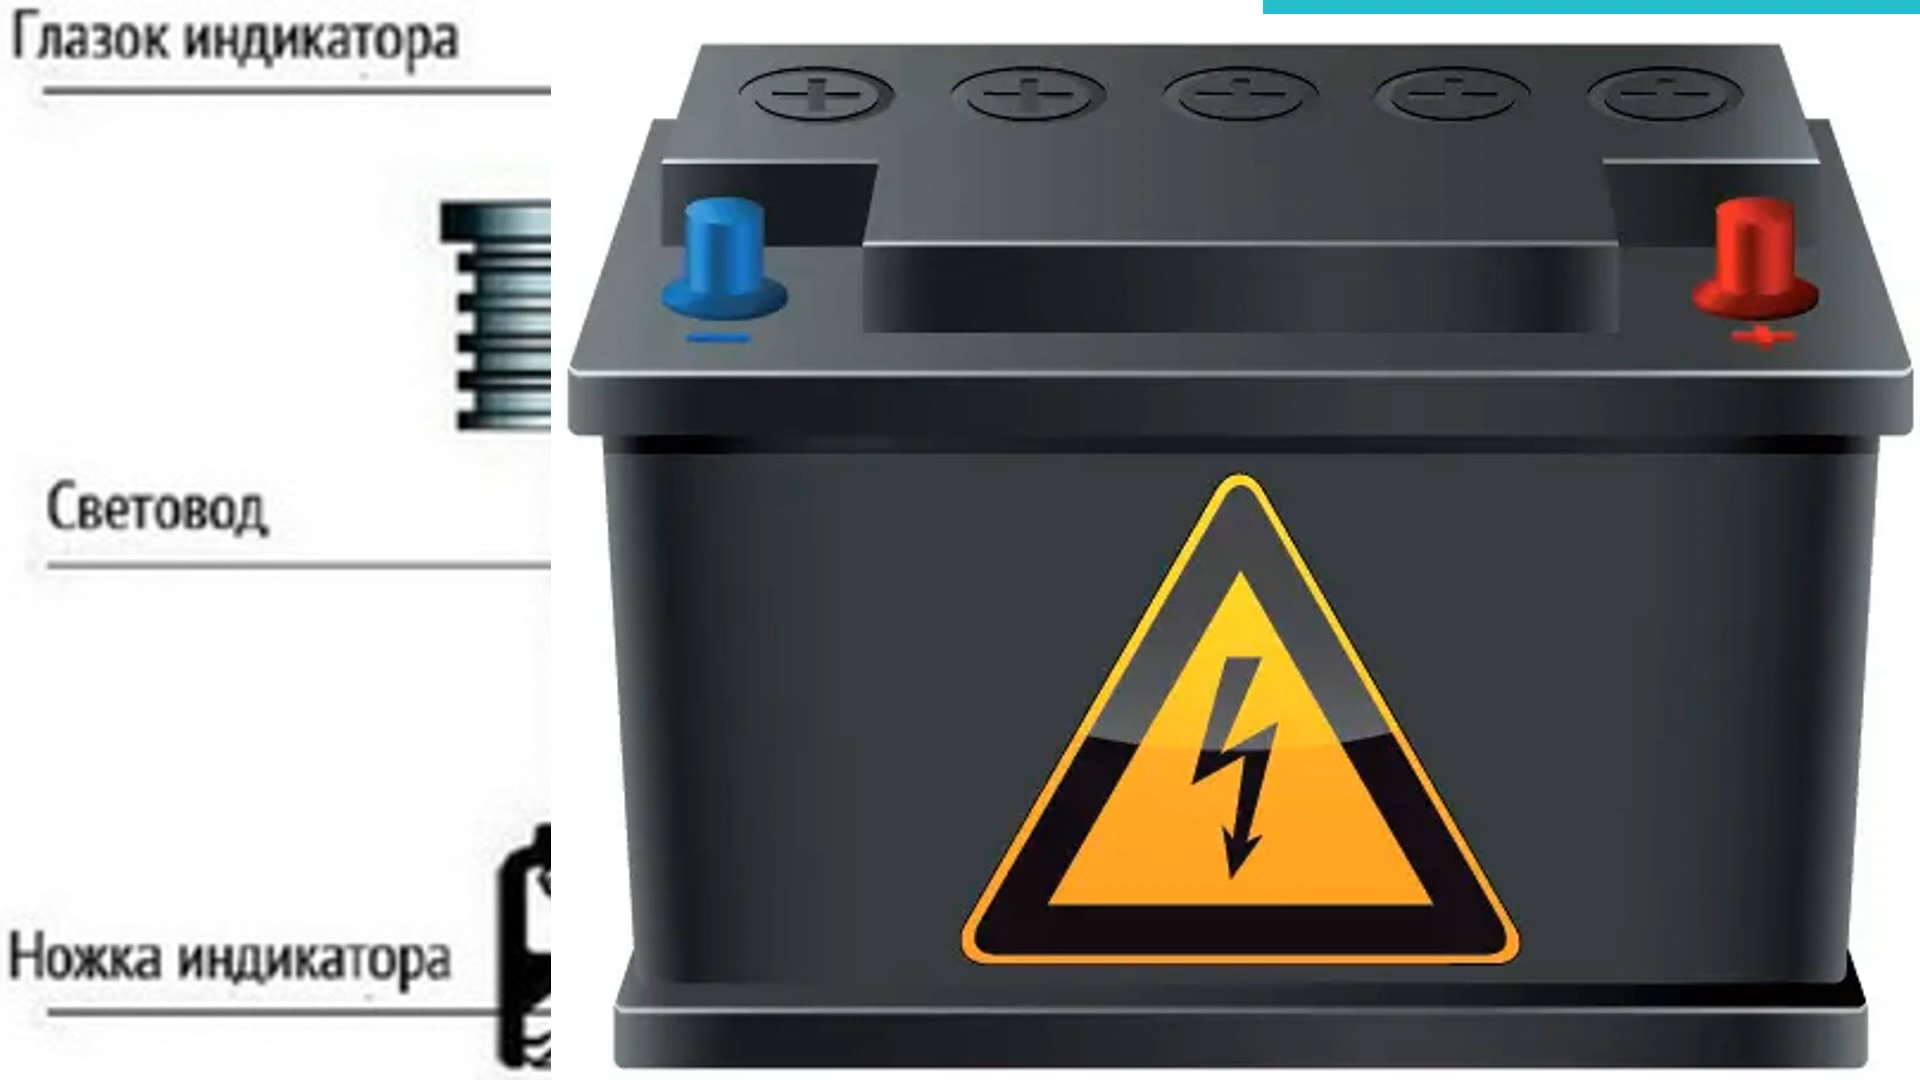 Глазок индикатора
Световод
Ножка индикатора